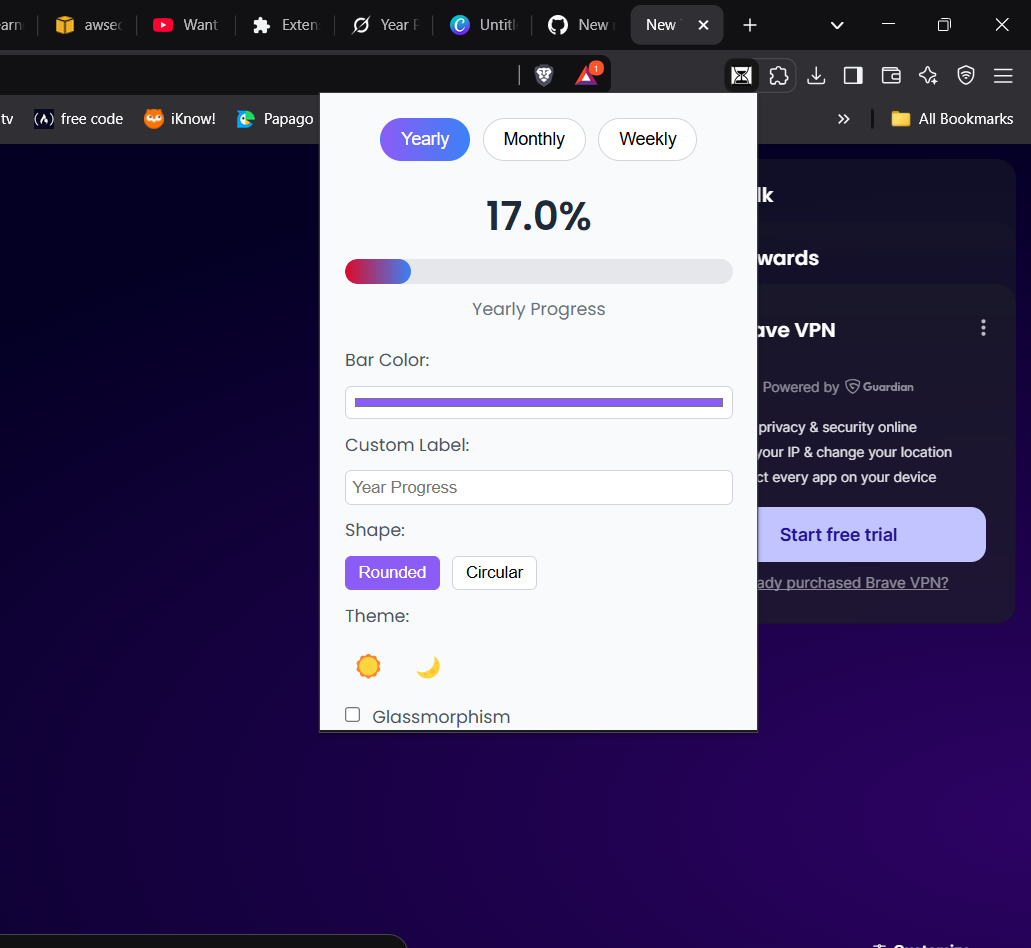 awsec
Want
Exten
Year P
Untitl
New
New
1
tv
free code
iKnow!
Papago
All Bookmarks
Yearly
Monthly
Weekly
17.0%
Yearly Progress
Bar Color:
Custom Label:
Year Progress
Shape:
Rounded
Circular
Theme:
Glassmorphism
lk
wards
ave VPN
Powered by Guardian
privacy & security online
your IP & change your location
ct every app on your device
Start free trial
ady purchased Brave VPN?